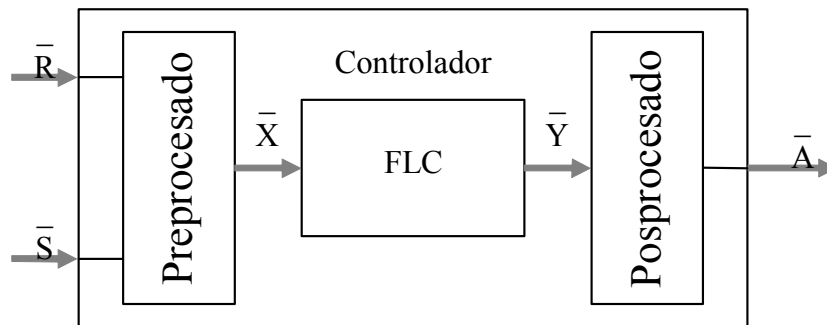 Controlador
R̅
S̅
Preprocesado
X̅
FLC
Y̅
Posprocesado
A̅